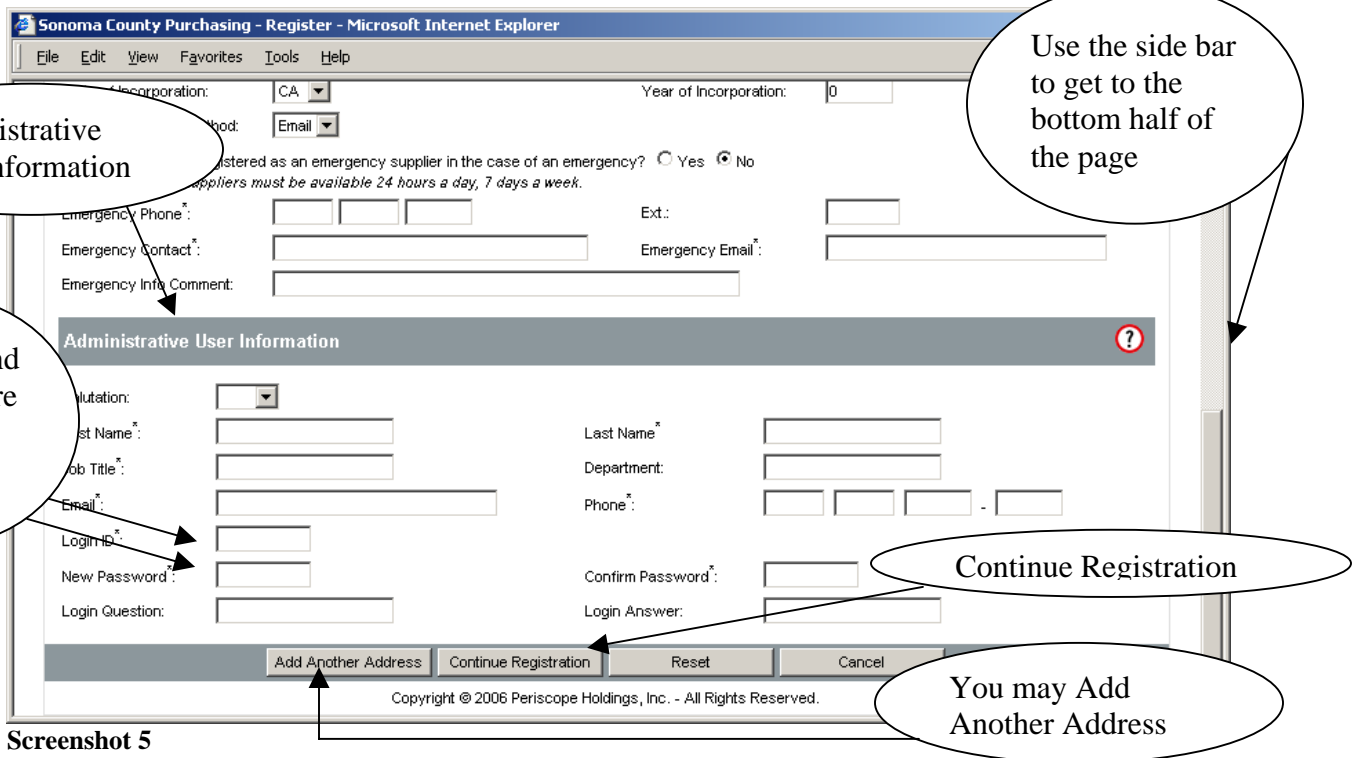 Sonoma County Purchasing - Register - Microsoft Internet Explorer
File Edit View Favorites Tools Help
Use the side bar
to get to the
bottom half of
the page
Incorporation: CA Year of Incorporation: 0
Email
as an emergency supplier in the case of an emergency? Yes No
must be available 24 hours a day, 7 days a week.
Emergency Phone*: Ext.:
Emergency Contact*: Emergency Email*:
Emergency Info Comment:
Administrative User Information ?
Last Name*
Job Title*: Department:
Email*: Phone*: -
Login ID*:
New Password*: Confirm Password*:
Login Question: Login Answer:
Continue Registration
Add Another Address Continue Registration Reset Cancel
Copyright © 2006 Periscope Holdings, Inc. - All Rights Reserved.
You may Add
Another Address
Screenshot 5